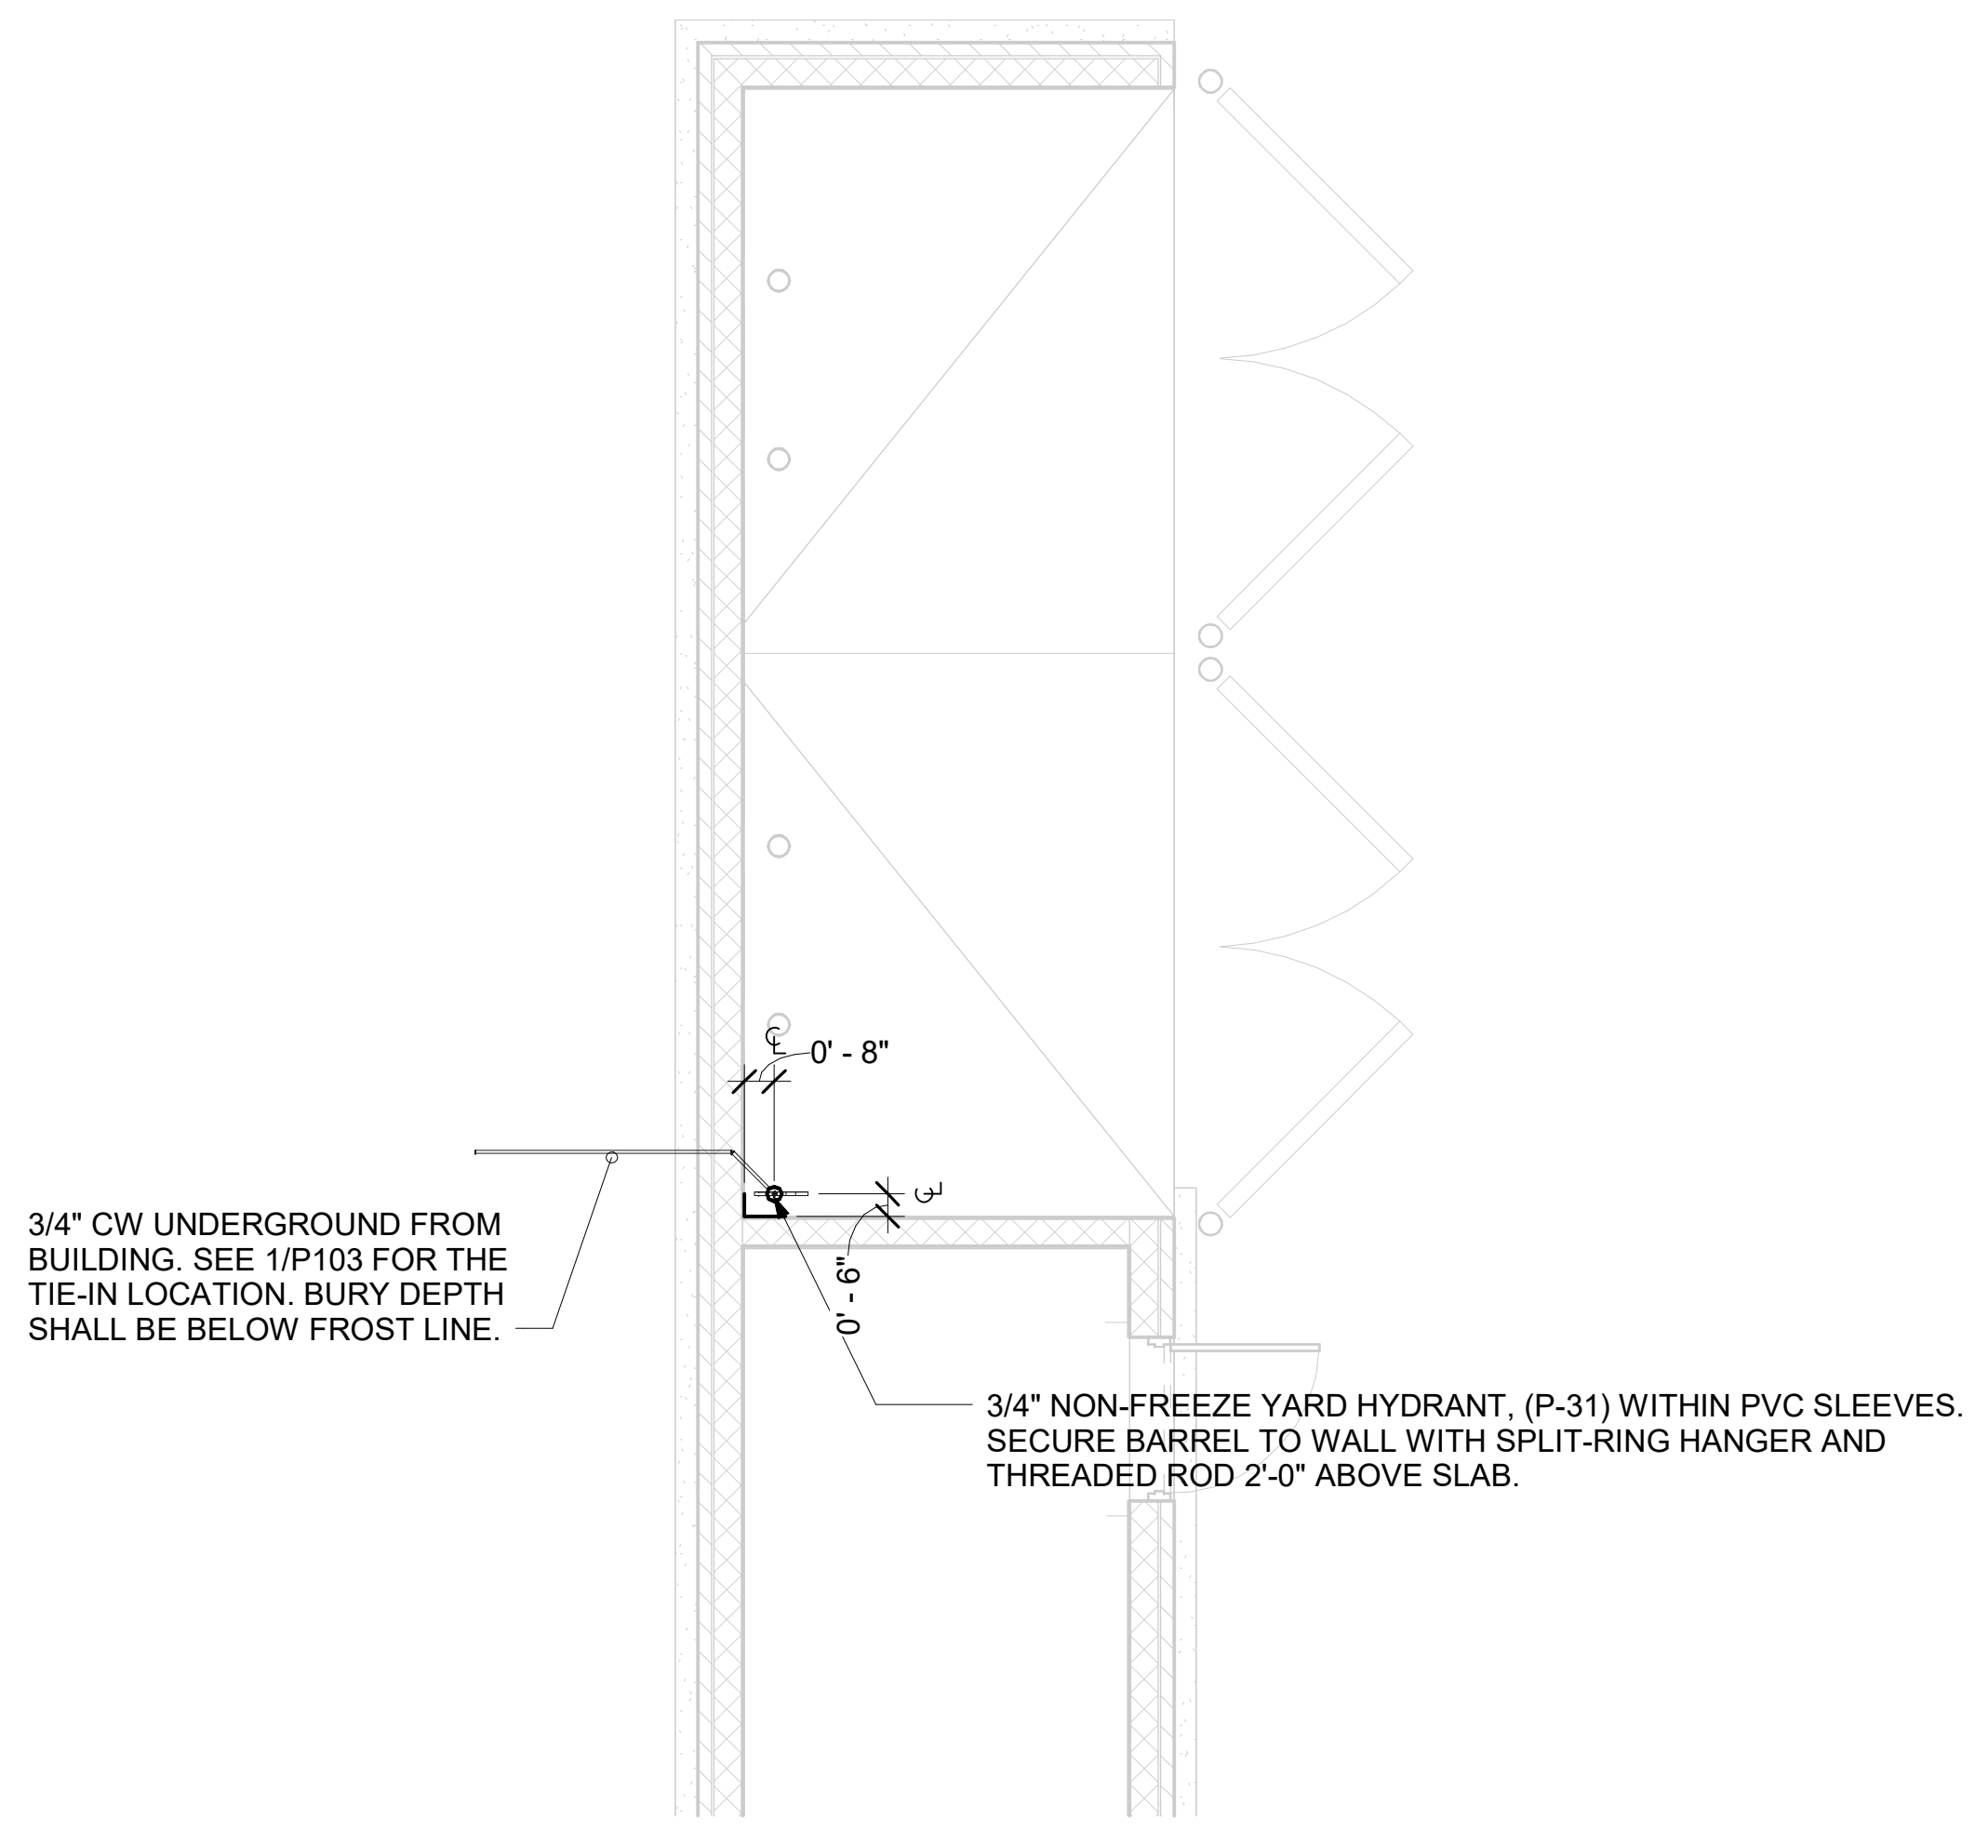 ℄
0' - 8"
℄
0' - 6"
3/4" CW UNDERGROUND FROM
BUILDING. SEE 1/P103 FOR THE
TIE-IN LOCATION. BURY DEPTH
SHALL BE BELOW FROST LINE.
3/4" NON-FREEZE YARD HYDRANT, (P-31) WITHIN PVC SLEEVES.
SECURE BARREL TO WALL WITH SPLIT-RING HANGER AND
THREADED ROD 2'-0" ABOVE SLAB.